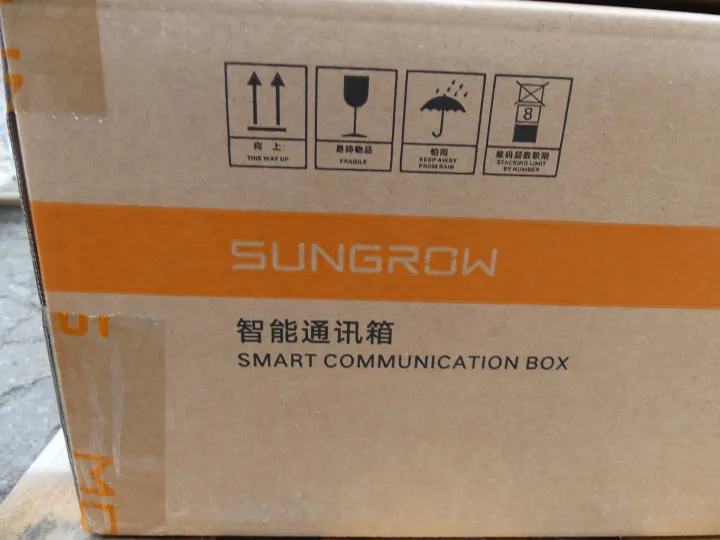 向 上
THIS WAY UP
易碎物品
FRAGILE
怕雨
KEEP AWAY
FROM RAIN
8
堆码层数极限
STACKING LIMIT
BY NUMBER
SUNGROW
智能通讯箱
SMART COMMUNICATION BOX